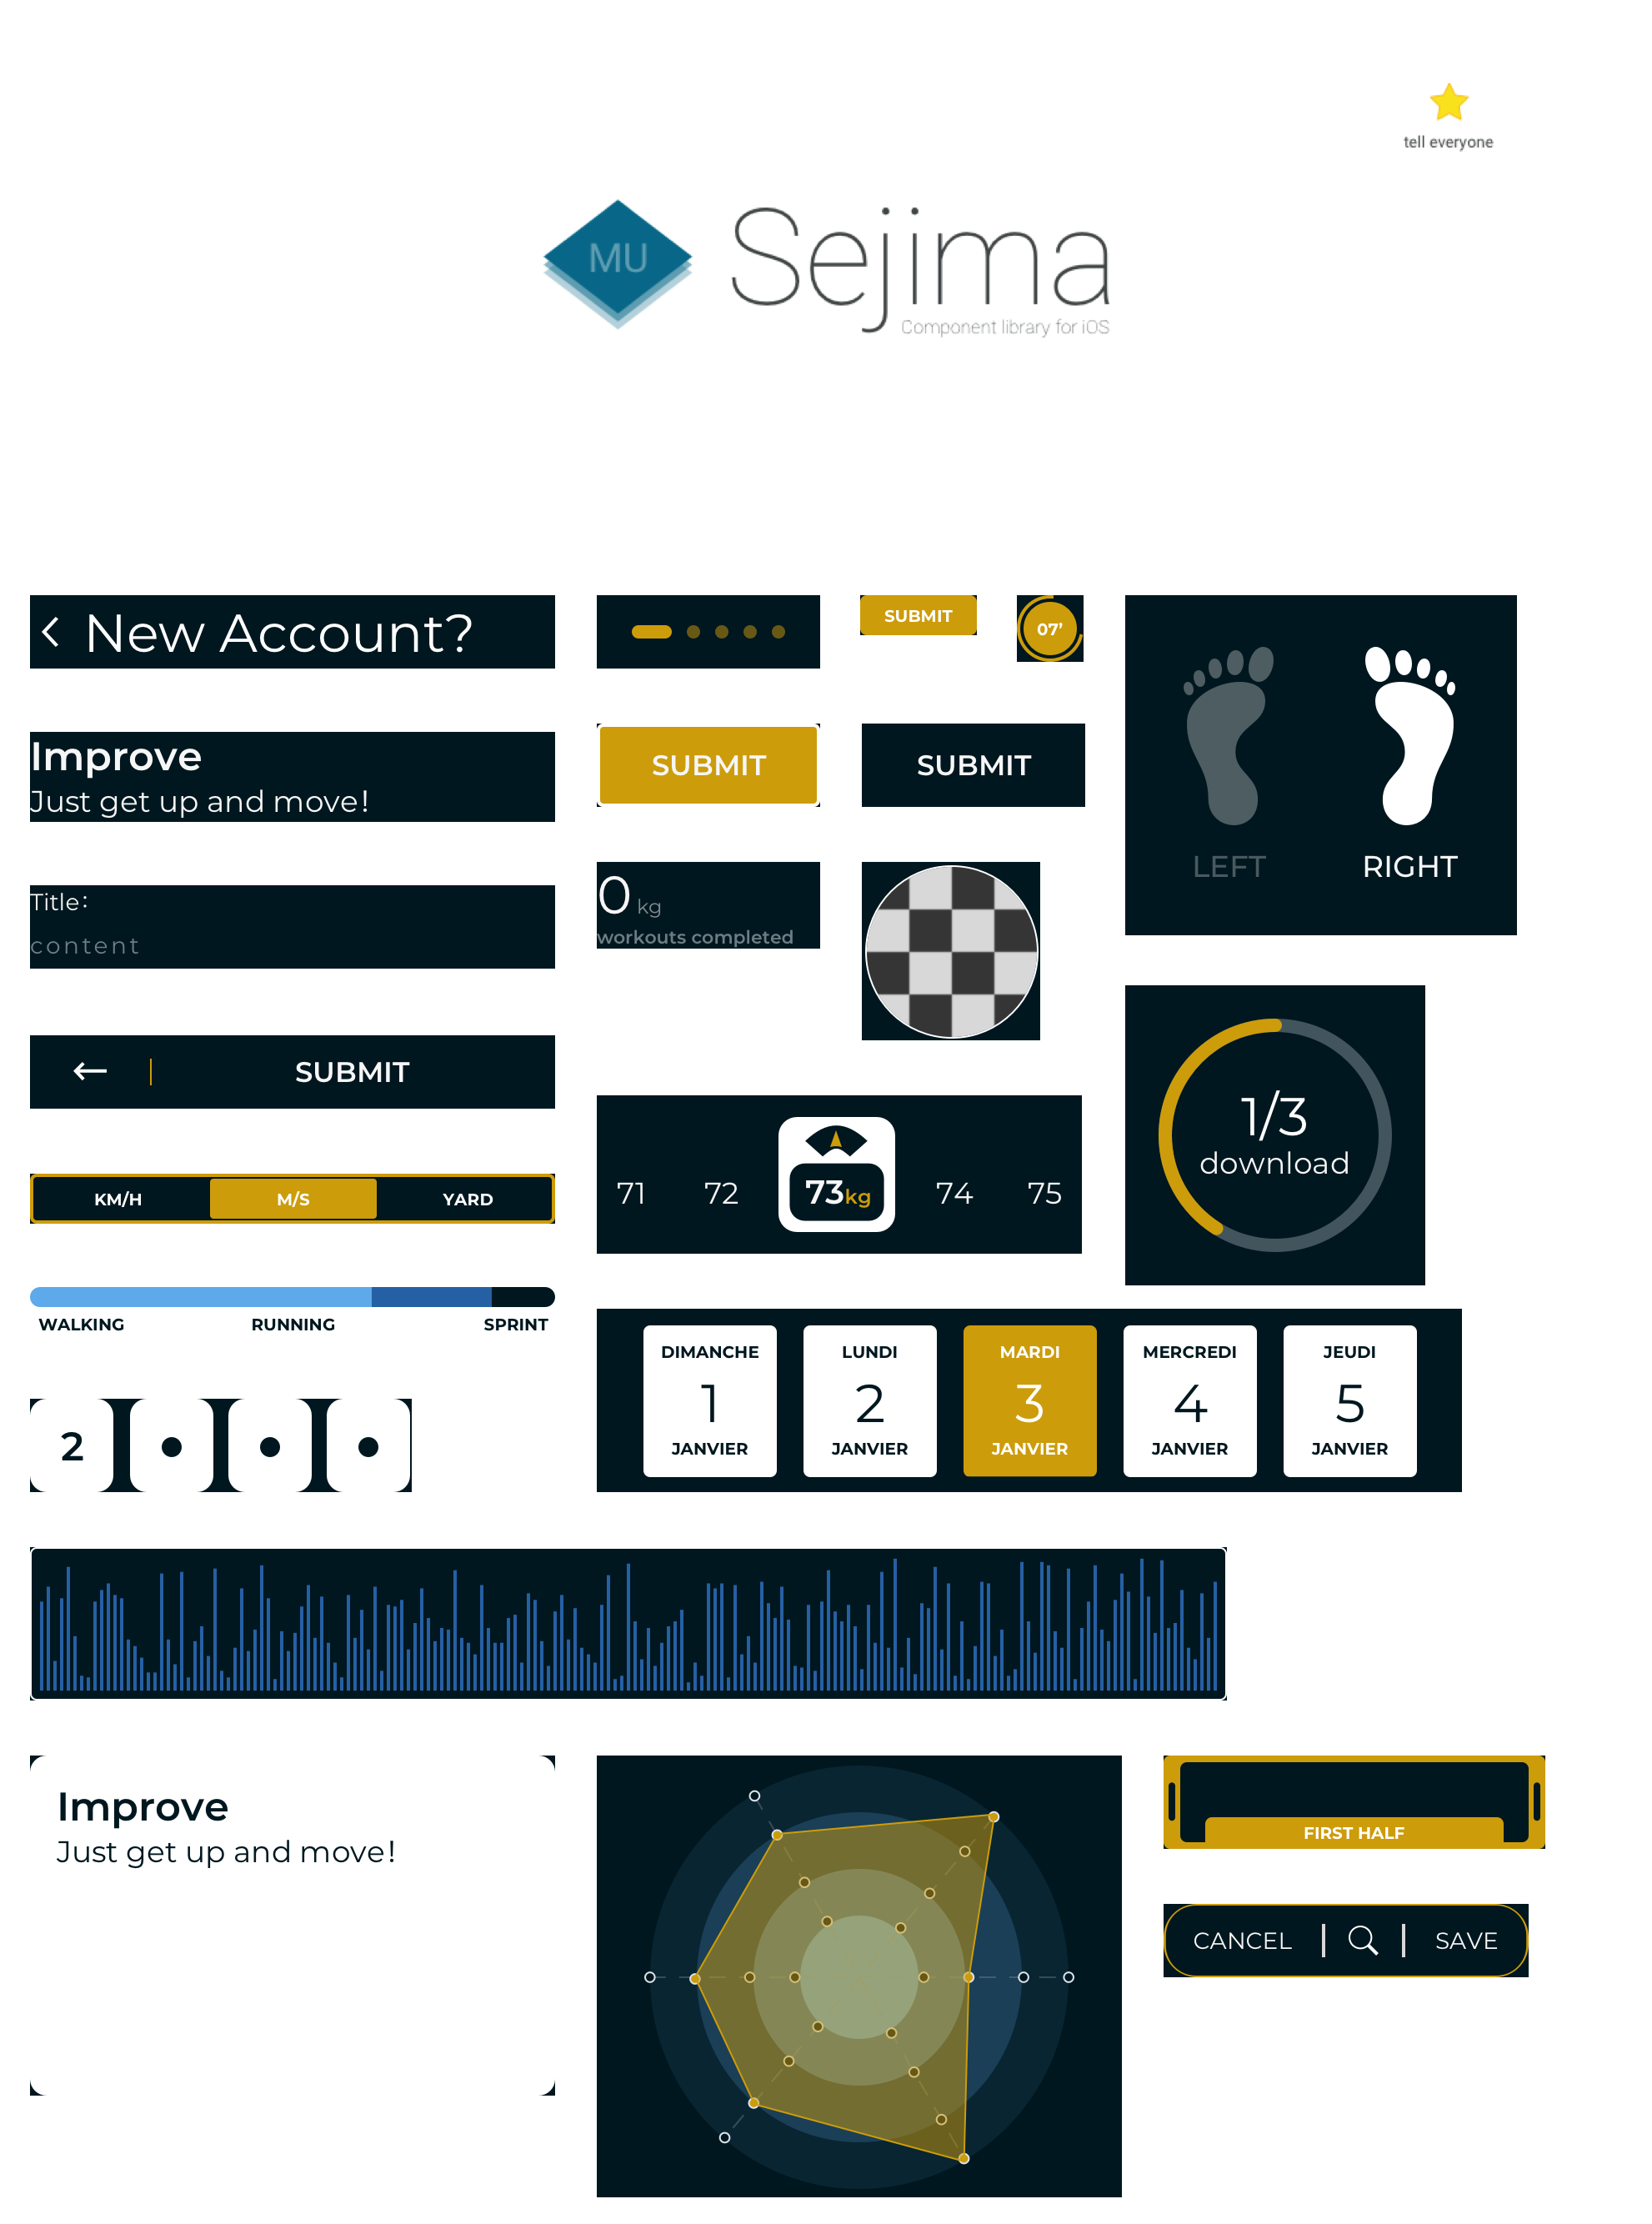 tell everyone
MU
Sejima
Component library for iOS
New Account?
SUBMIT
07’
Improve
Just get up and move!
SUBMIT
SUBMIT
LEFT
RIGHT
Title:
content
0 kg
workouts completed
SUBMIT
1/3
download
KM/H
M/S
YARD
71
72
73kg
74
75
WALKING
RUNNING
SPRINT
DIMANCHE
1
JANVIER
LUNDI
2
JANVIER
MARDI
3
JANVIER
MERCREDI
4
JANVIER
JEUDI
5
JANVIER
2
Improve
Just get up and move!
FIRST HALF
CANCEL
SAVE